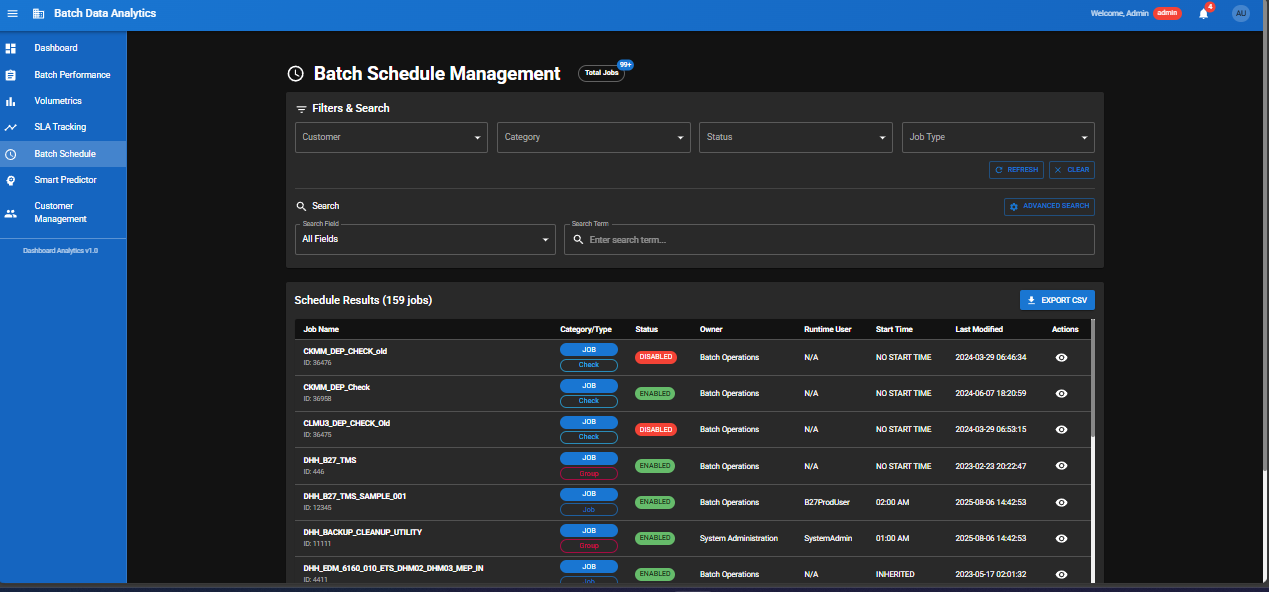 Batch Data Analytics
Welcome, Admin admin 4 AU
Dashboard
Batch Performance
Volumetrics
SLA Tracking
Batch Schedule
Smart Predictor
Customer
Management
Dashboard Analytics v1.0
Batch Schedule Management Total Jobs 99+
Filters & Search
Customer Category Status Job Type
REFRESH CLEAR
Search ADVANCED SEARCH
Search Field Search Term
All Fields Enter search term...
Schedule Results (159 jobs) EXPORT CSV
Job Name Category/Type Status Owner Runtime User Start Time Last Modified Actions
CKMM_DEP_CHECK_old JOB DISABLED Batch Operations N/A NO START TIME 2024-03-29 06:46:34
ID: 36476 Check
CKMM_DEP_Check JOB ENABLED Batch Operations N/A NO START TIME 2024-06-07 18:20:59
ID: 36958 Check
CLMU3_DEP_CHECK_Old JOB DISABLED Batch Operations N/A NO START TIME 2024-03-29 06:53:15
ID: 36475 Check
DHH_B27_TMS JOB ENABLED Batch Operations N/A NO START TIME 2023-02-23 20:22:47
ID: 446 Group
DHH_B27_TMS_SAMPLE_001 JOB ENABLED Batch Operations B27ProdUser 02:00 AM 2025-08-06 14:42:53
ID: 12345 Job
DHH_BACKUP_CLEANUP_UTILITY JOB ENABLED System Administration SystemAdmin 01:00 AM 2025-08-06 14:42:53
ID: 11111 Group
DHH_EDM_6160_010_ETS_DHM02_DHM03_MEP_IN JOB ENABLED Batch Operations N/A INHERITED 2023-05-17 02:01:32
ID: 4411 Job